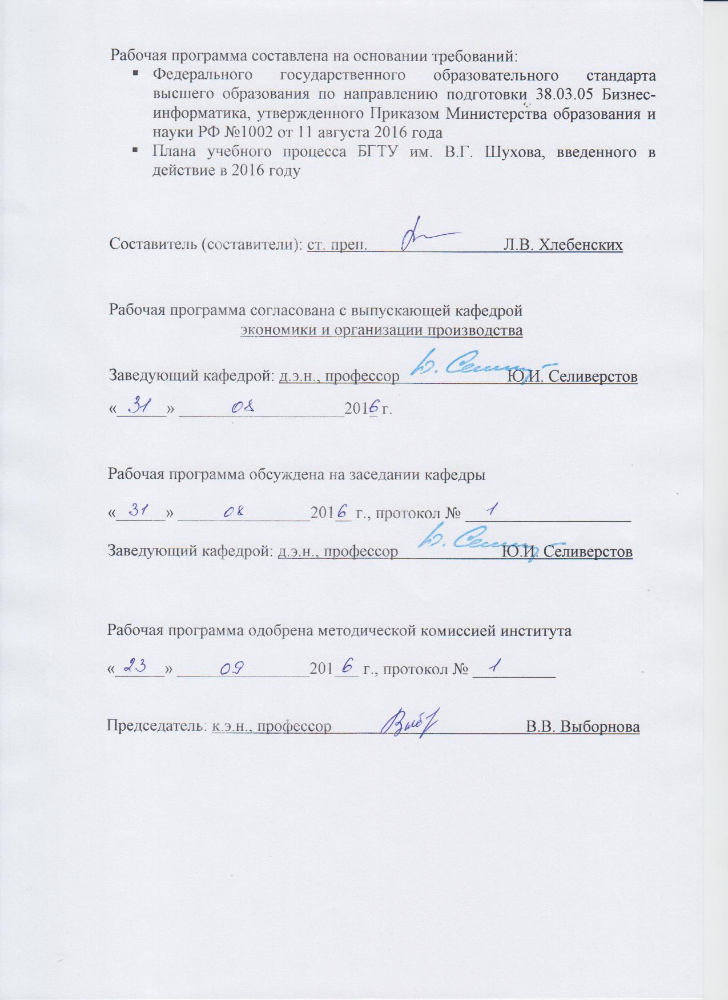 Рабочая программа составлена на основании требований:
▪ Федерального государственного образовательного стандарта
высшего образования по направлению подготовки 38.03.05 Бизнес-
информатика, утвержденного Приказом Министерства образования и
науки РФ №1002 от 11 августа 2016 года
▪ Плана учебного процесса БГТУ им. В.Г. Шухова, введенного в
действие в 2016 году
Составитель (составители): ст. преп. Л.В. Хлебенских
Рабочая программа согласована с выпускающей кафедрой
экономики и организации производства
Заведующий кафедрой: д.э.н., профессор Ю.И. Селиверстов
«31» 08 2016 г.
Рабочая программа обсуждена на заседании кафедры
«31» 08 2016 г., протокол № 1
Заведующий кафедрой: д.э.н., профессор Ю.И. Селиверстов
Рабочая программа одобрена методической комиссией института
«23» 09 2016 г., протокол № 1
Председатель: к.э.н., профессор В.В. Выборнова